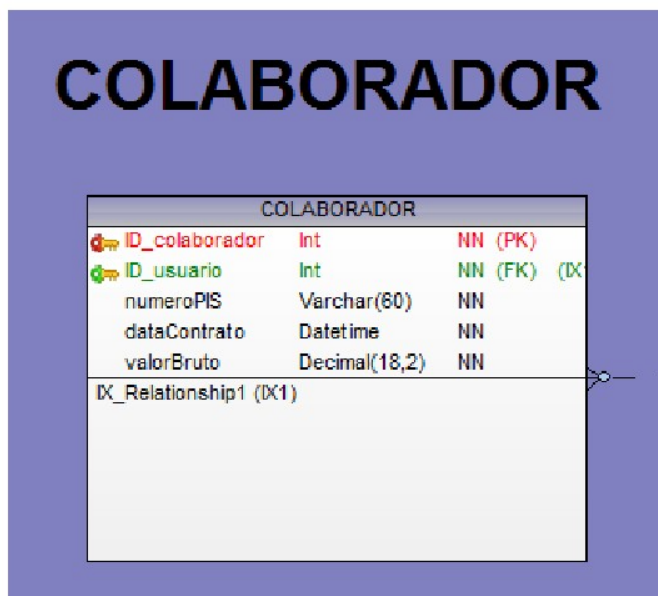 COLABORADOR
COLABORADOR
ID_colaborador Int NN (PK)
ID_usuario Int NN (FK) (IX
numeroPIS Varchar(60) NN
dataContrato Datetime NN
valorBruto Decimal(18,2) NN
IX_Relationship1 (IX1)